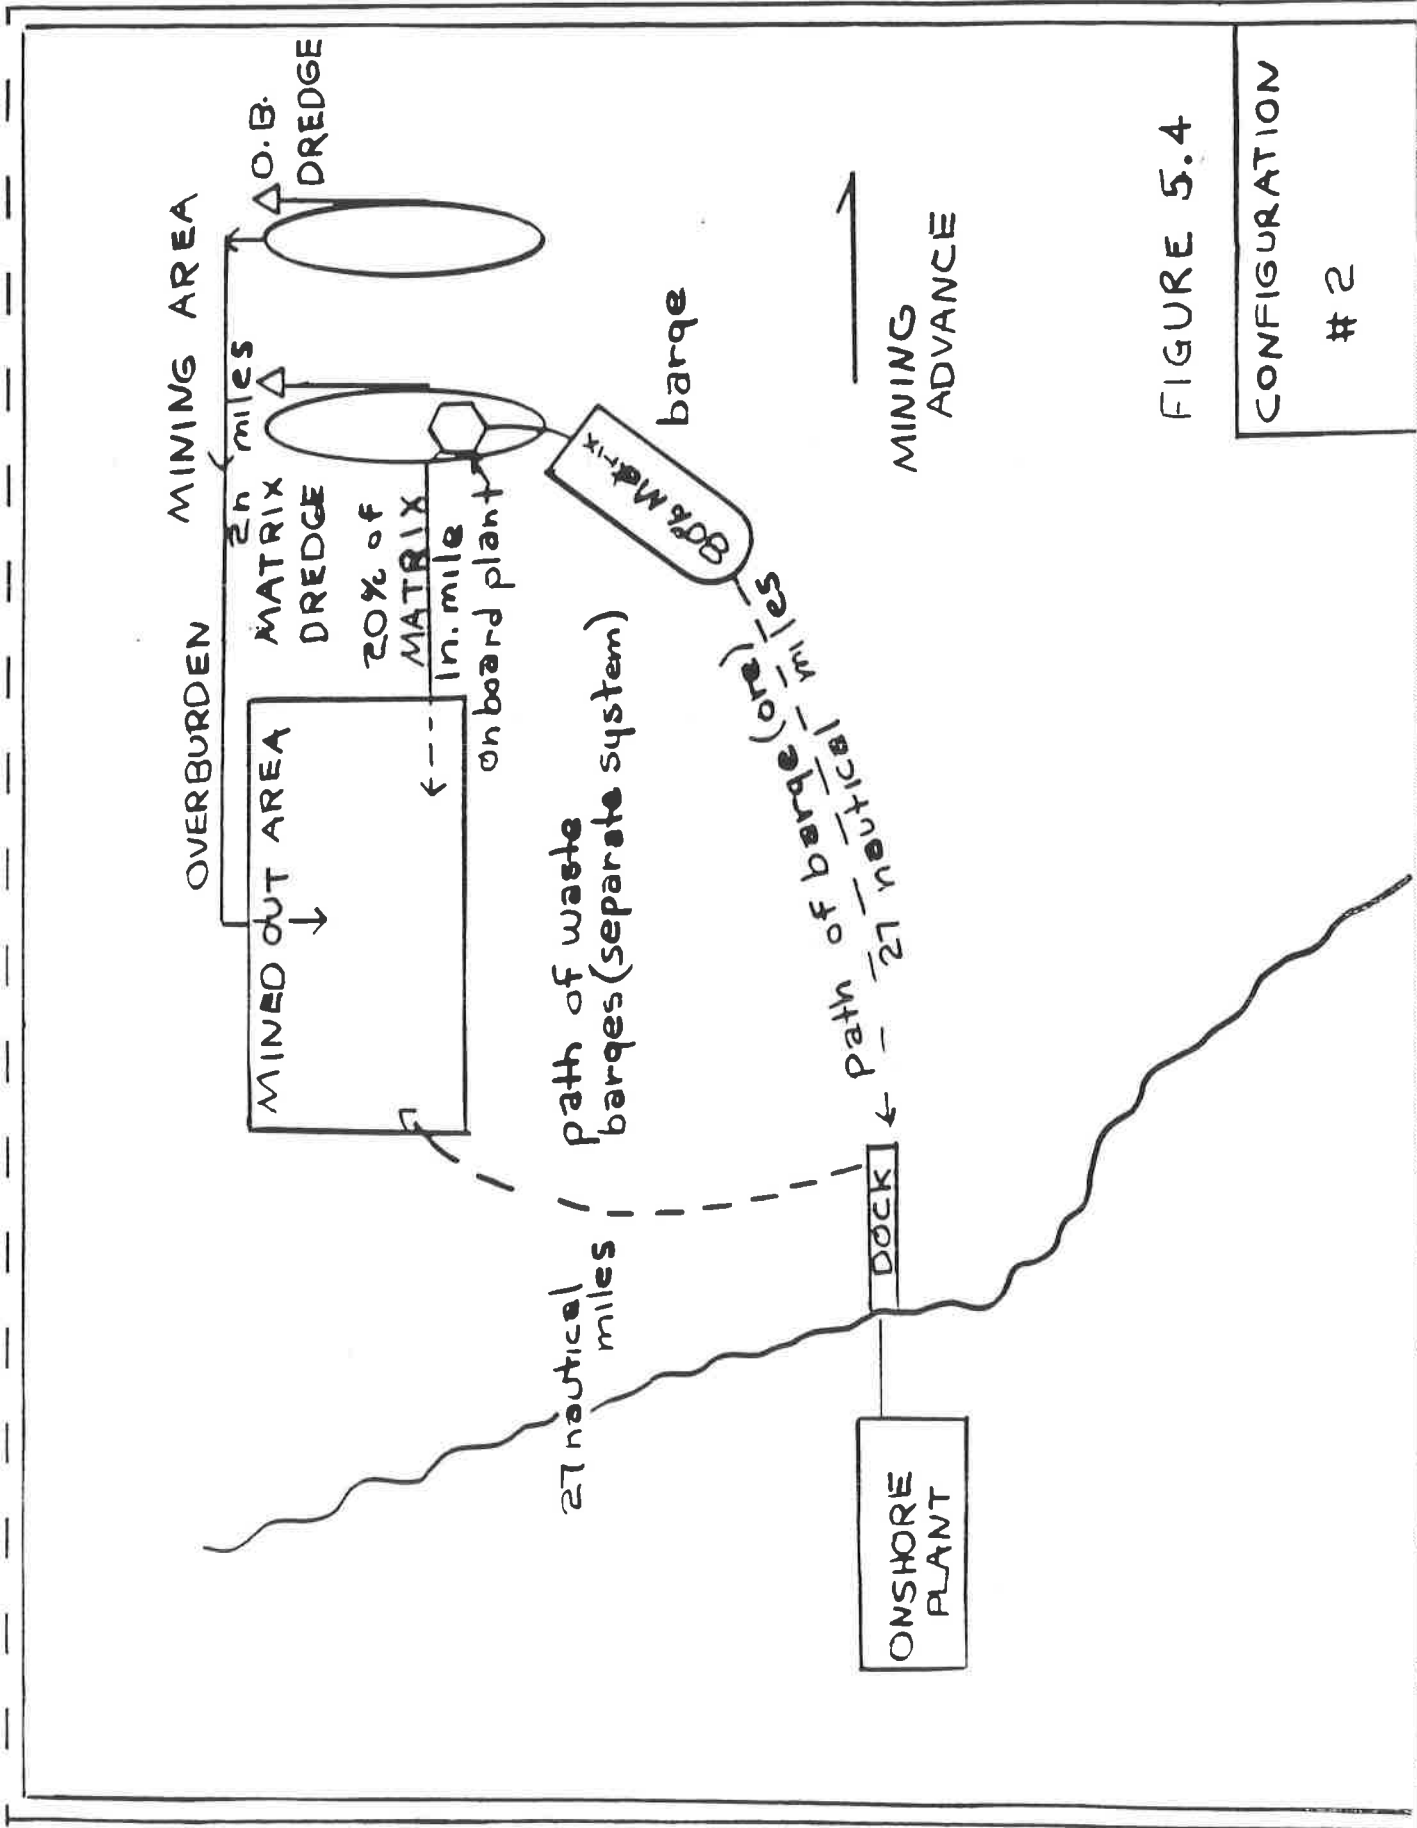 MINING AREA
O.B.
DREDGE
OVERBURDEN
2n miles
MATRIX
DREDGE
20% of
MATRIX
1n. mile
onboard plant
MINED OUT AREA
barge
80% Matrix
path of waste
barges (separate system)
Path of barge (ore)
27 nautical miles
27 nautical
miles
DOCK
ONSHORE
PLANT
MINING
ADVANCE
FIGURE 5.4
CONFIGURATION
# 2